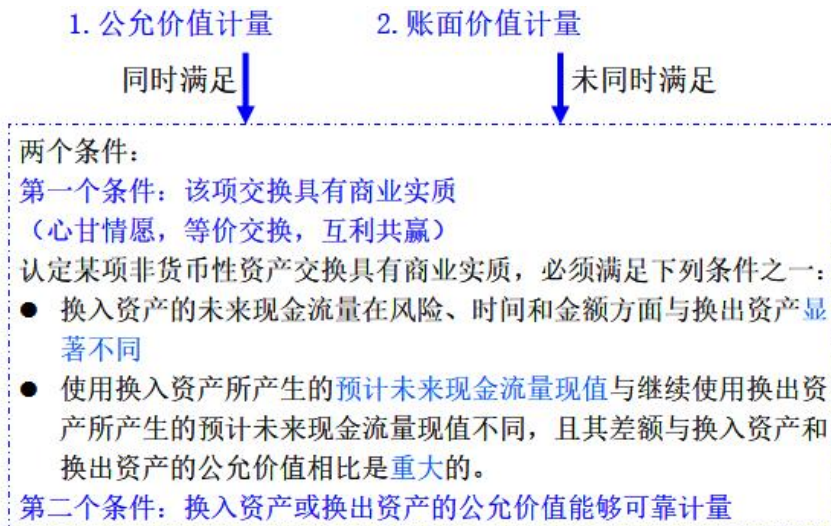 1. 公允价值计量 2. 账面价值计量
同时满足 未同时满足
两个条件：
第一个条件：该项交换具有商业实质
（心甘情愿，等价交换，互利共赢）
认定某项非货币性资产交换具有商业实质，必须满足下列条件之一：
● 换入资产的未来现金流量在风险、时间和金额方面与换出资产显
著不同
● 使用换入资产所产生的预计未来现金流量现值与继续使用换出资
产所产生的预计未来现金流量现值不同，且其差额与换入资产和
换出资产的公允价值相比是重大的。
第二个条件：换入资产或换出资产的公允价值能够可靠计量